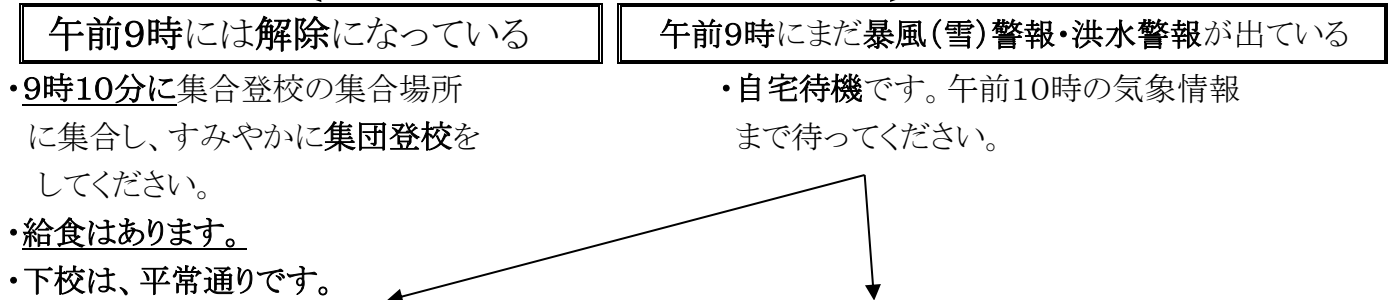 午前9時には解除になっている
・9時10分に集合登校の集合場所
に集合し、すみやかに集団登校を
してください。
・給食はあります。
・下校は、平常通りです。
午前9時にまだ暴風(雪)警報・洪水警報が出ている
・自宅待機です。午前10時の気象情報
まで待ってください。